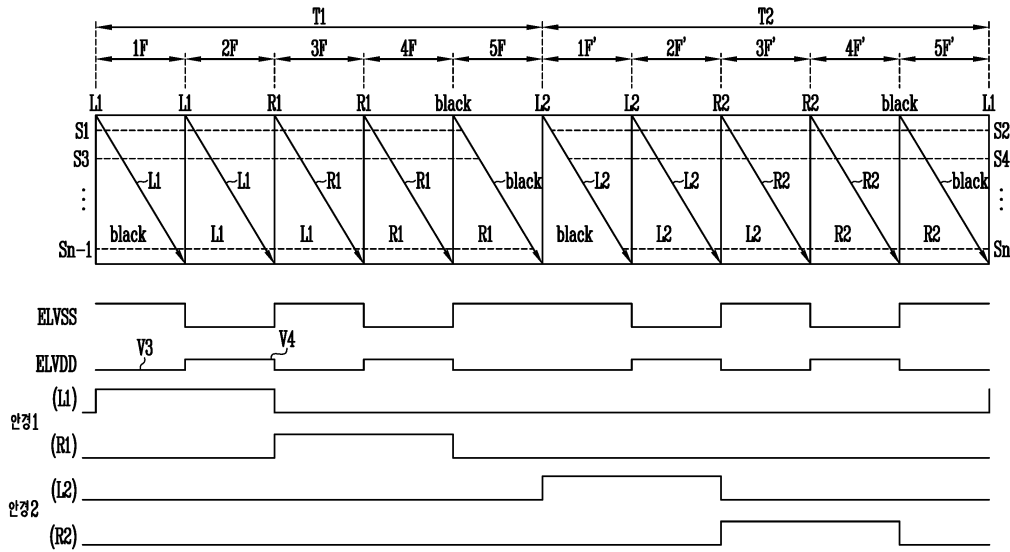 T1 T2
1F 2F 3F 4F 5F 1F' 2F' 3F' 4F' 5F'
L1 L1 R1 R1 black L2 L2 R2 R2 black L1
S1 S2
S3 S4
L1 L1 R1 R1 black L2 L2 R2 R2 black
black L1 L1 R1 R1 black L2 L2 R2 R2
Sn-1 Sn
ELVSS
V3 V4
ELVDD
(L1)
안경1
(R1)
(L2)
안경2
(R2)